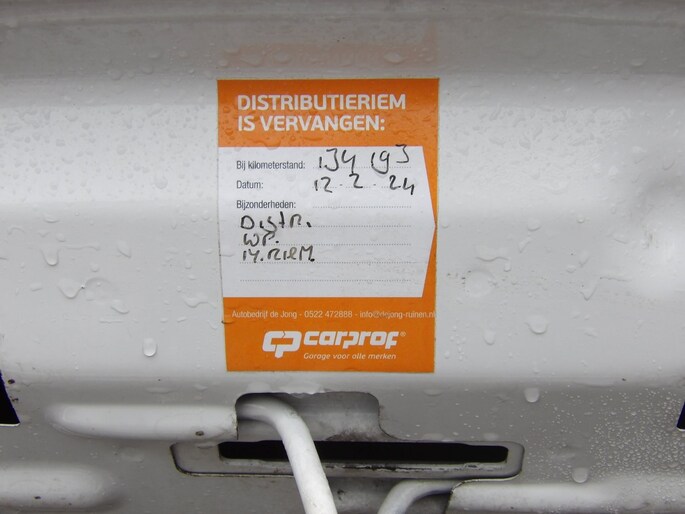 DISTRIBUTIERIEM
IS VERVANGEN:
Bij kilometerstand: 134 193
Datum: 12.2.24
Bijzonderheden:
Distr.
WP.
M.RIEM
Autobedrijf de Jong - 0522 472888 - info@dejong-ruinen.nl
CP carprof®
Garage voor alle merken